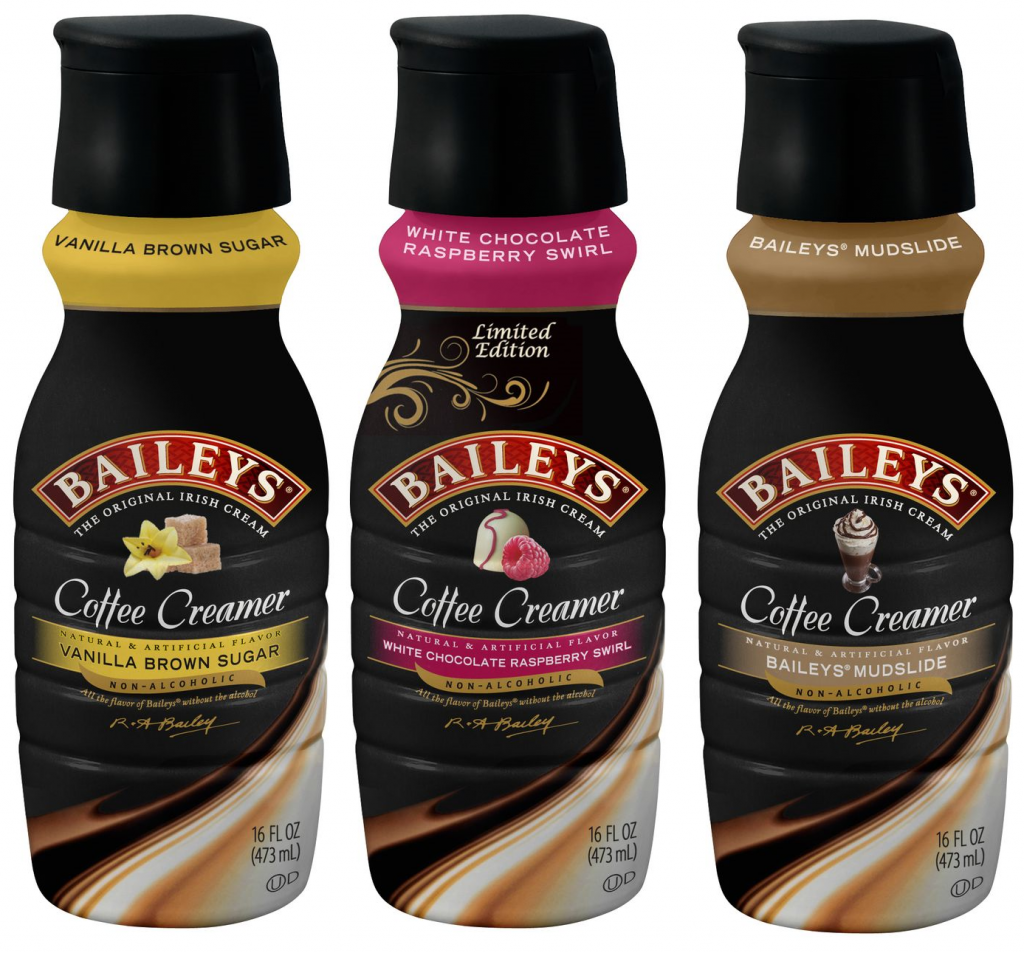 VANILLA BROWN SUGAR
BAILEYS®
THE ORIGINAL IRISH CREAM
Coffee Creamer
NATURAL & ARTIFICIAL FLAVOR
VANILLA BROWN SUGAR
NON-ALCOHOLIC
All the flavor of Baileys® without the alcohol
R·A Bailey
16 FL OZ
(473 mL)
UD
WHITE CHOCOLATE
RASPBERRY SWIRL
Limited
Edition
BAILEYS®
THE ORIGINAL IRISH CREAM
Coffee Creamer
NATURAL & ARTIFICIAL FLAVOR
WHITE CHOCOLATE RASPBERRY SWIRL
NON-ALCOHOLIC
All the flavor of Baileys® without the alcohol
R·A Bailey
16 FL OZ
(473 mL)
UD
BAILEYS® MUDSLIDE
BAILEYS®
THE ORIGINAL IRISH CREAM
Coffee Creamer
NATURAL & ARTIFICIAL FLAVOR
BAILEYS® MUDSLIDE
NON-ALCOHOLIC
All the flavor of Baileys® without the alcohol
R·A Bailey
16 FL OZ
(473 mL)
UD